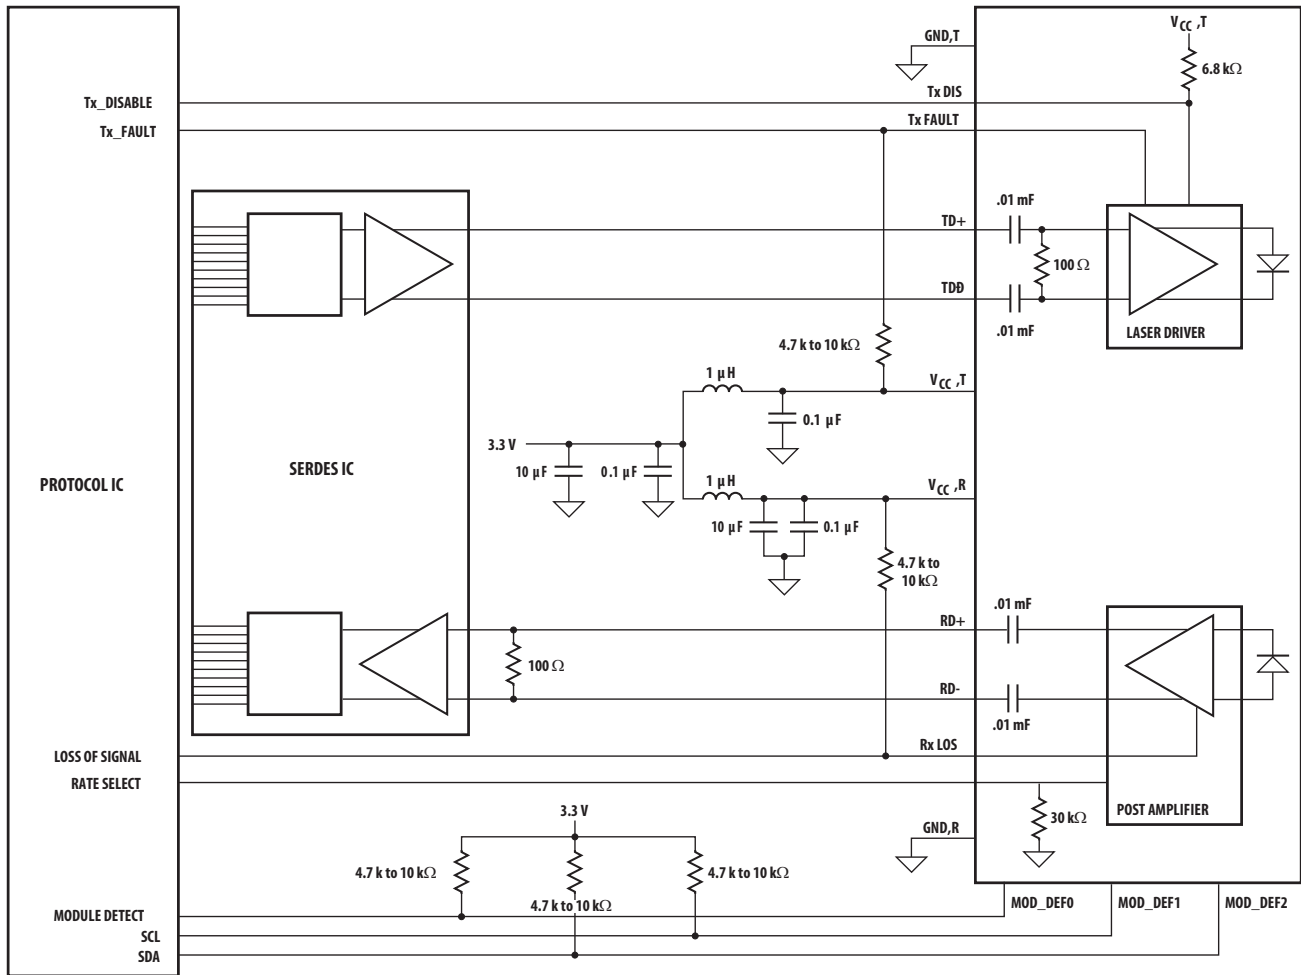 V_CC ,T
GND,T
6.8 kΩ
Tx_DISABLE
Tx DIS
Tx_FAULT
Tx FAULT
.01 mF
TD+
100 Ω
TDÐ
.01 mF
LASER DRIVER
4.7 k to 10 kΩ
1 µH
V_CC ,T
0.1 µF
3.3 V
SERDES IC
10 µF
0.1 µF
PROTOCOL IC
1 µH
V_CC ,R
10 µF
0.1 µF
4.7 k to
10 kΩ
.01 mF
RD+
100 Ω
RD-
.01 mF
LOSS OF SIGNAL
Rx LOS
RATE SELECT
3.3 V
30 kΩ
POST AMPLIFIER
GND,R
4.7 k to 10 kΩ
4.7 k to 10 kΩ
4.7 k to 10 kΩ
MODULE DETECT
MOD_DEF0
MOD_DEF1
MOD_DEF2
SCL
SDA